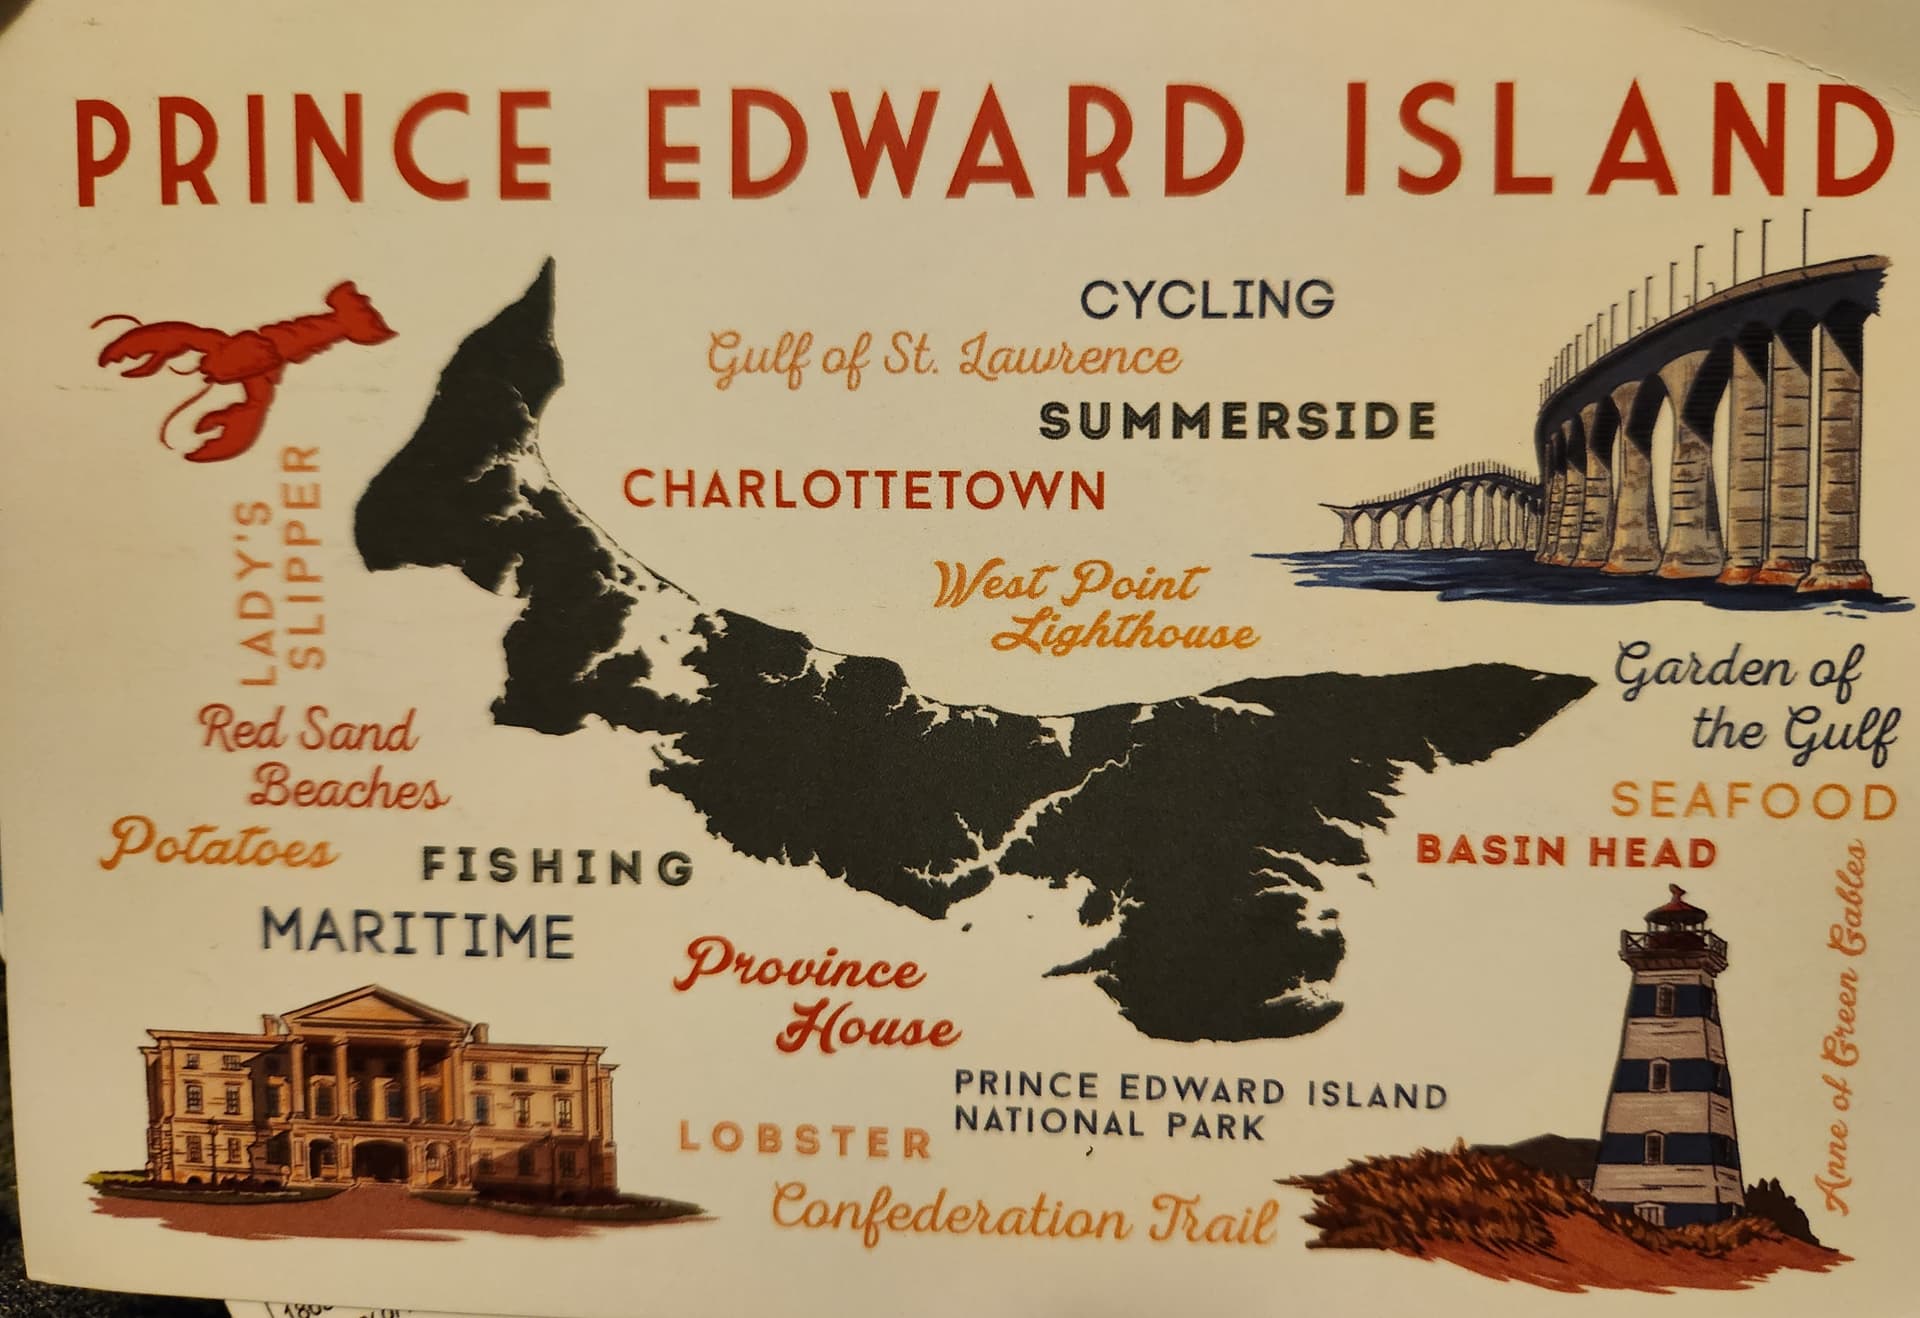 PRINCE EDWARD ISLAND
CYCLING
Gulf of St. Lawrence
SUMMERSIDE
CHARLOTTETOWN
LADY'S
SLIPPER
West Point
Lighthouse
Garden of
the Gulf
Red Sand
Beaches
SEAFOOD
Potatoes
FISHING
BASIN HEAD
MARITIME
Anne of Green Gables
Province
House
PRINCE EDWARD ISLAND
NATIONAL PARK
LOBSTER
Confederation Trail